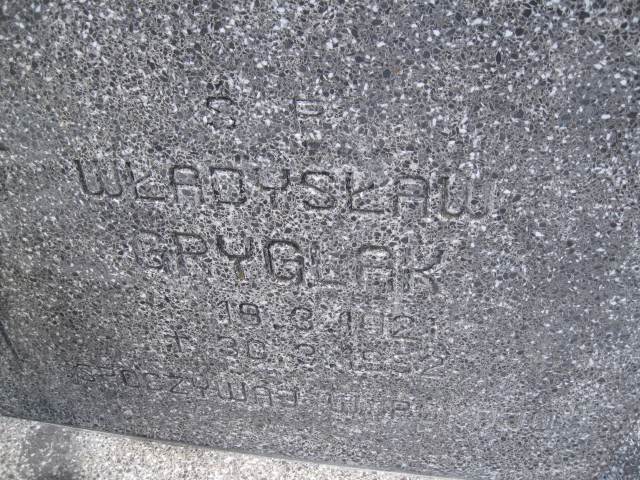 Ś P
WŁADYSŁAW
GRYGLAK
19.3.1921
SPOCZYWAJ